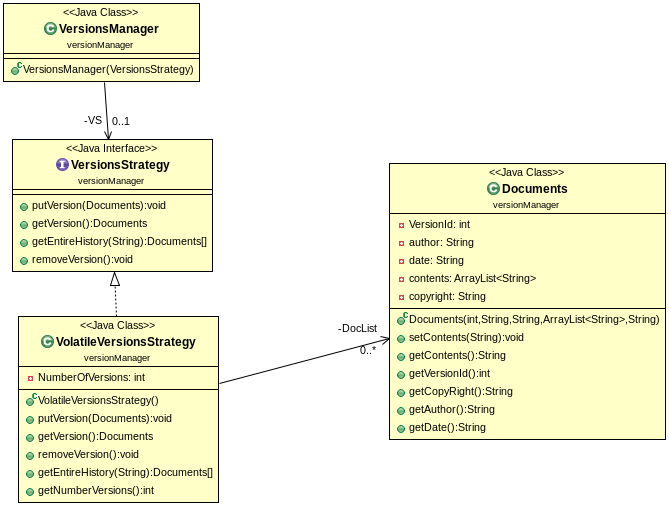 <<Java Class>>
VersionsManager
versionManager
VersionsManager(VersionsStrategy)
-VS
0..1
<<Java Interface>>
VersionsStrategy
versionManager
putVersion(Documents):void
getVersion():Documents
getEntireHistory(String):Documents[]
removeVersion():void
<<Java Class>>
VolatileVersionsStrategy
versionManager
NumberOfVersions: int
VolatileVersionsStrategy()
putVersion(Documents):void
getVersion():Documents
removeVersion():void
getEntireHistory(String):Documents[]
getNumberVersions():int
-DocList
0..*
<<Java Class>>
Documents
versionManager
VersionId: int
author: String
date: String
contents: ArrayList<String>
copyright: String
Documents(int,String,String,ArrayList<String>,String)
setContents(String):void
getContents():String
getVersionId():int
getCopyRight():String
getAuthor():String
getDate():String